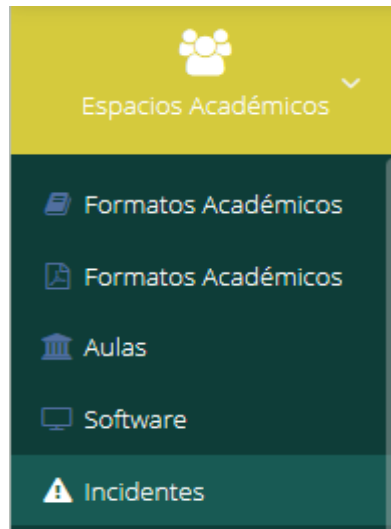 Espacios Académicos
Formatos Académicos
Formatos Académicos
Aulas
Software
Incidentes